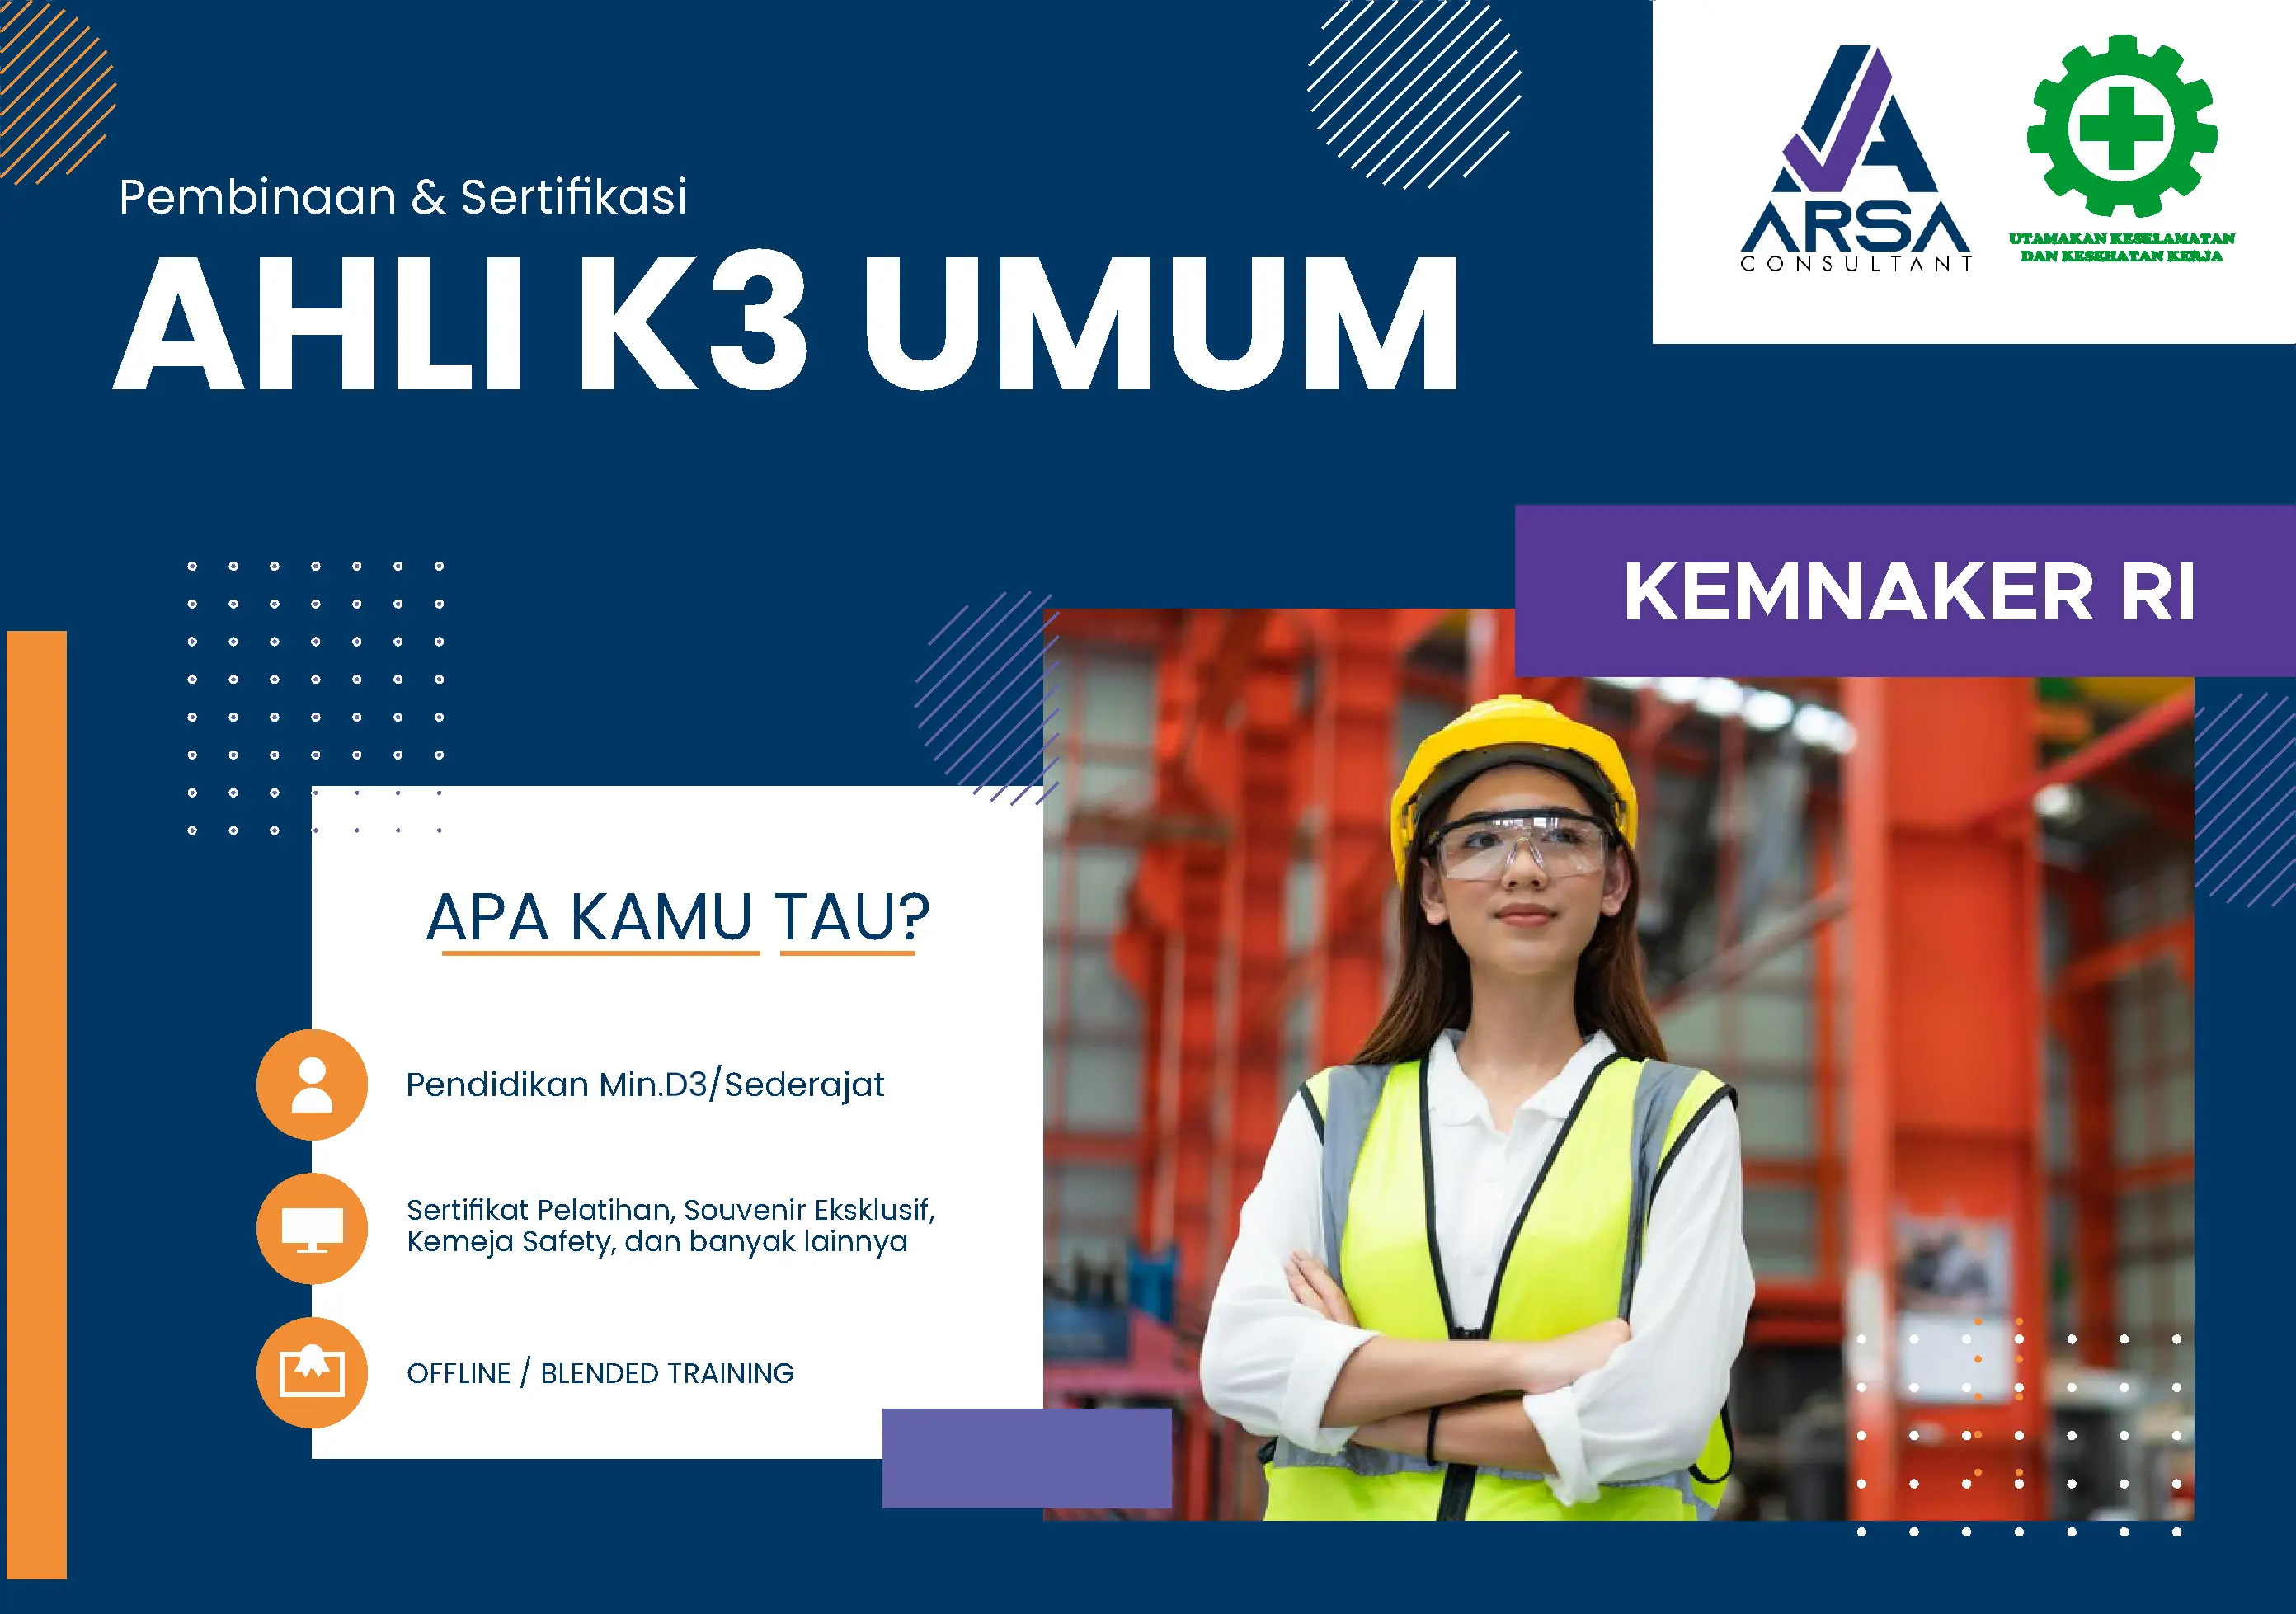 Pembinaan & Sertifikasi
AHLI K3 UMUM
ARSA
CONSULTANT
UTAMAKAN KESELAMATAN
DAN KESEHATAN KERJA
KEMNAKER RI
APA KAMU TAU?
Pendidikan Min.D3/Sederajat
Sertifikat Pelatihan, Souvenir Eksklusif,
Kemeja Safety, dan banyak lainnya
OFFLINE / BLENDED TRAINING